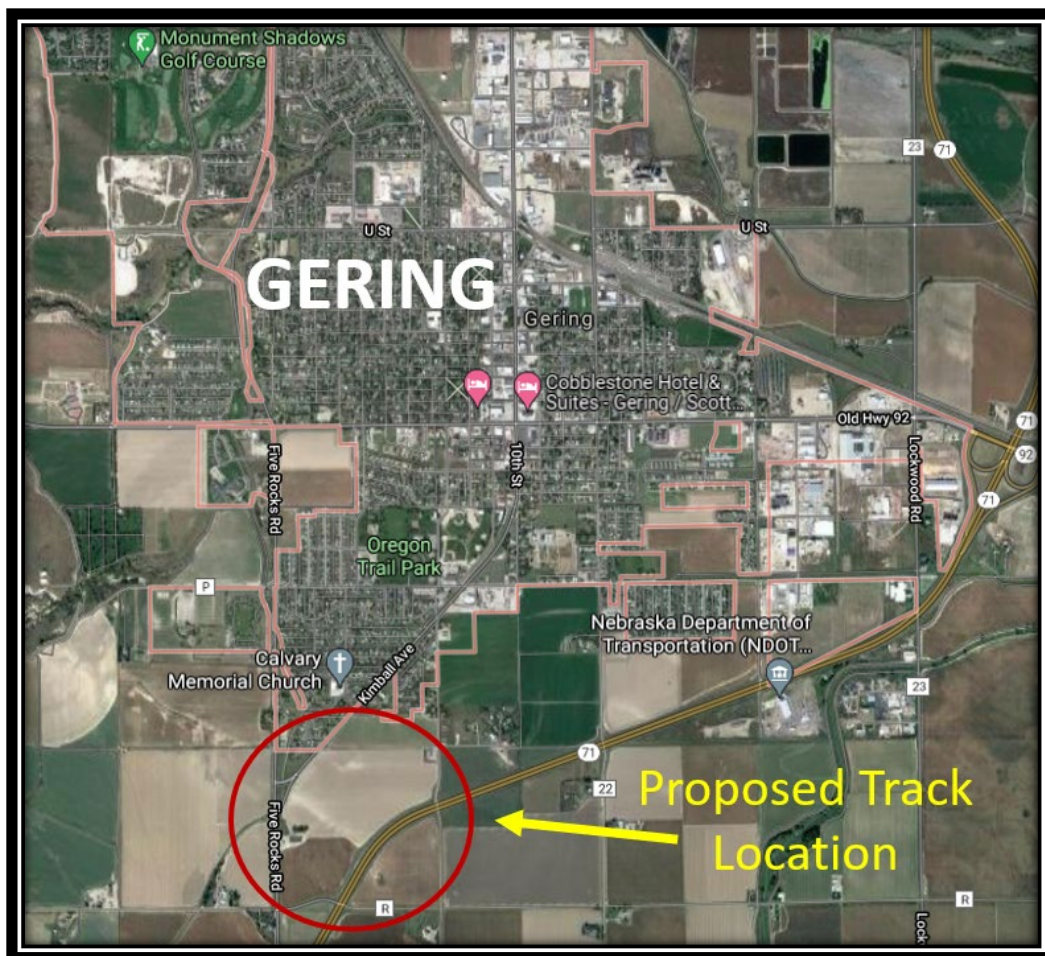 Monument Shadows
Golf Course
23
71
U St
U St
GERING
Gering
Cobblestone Hotel &
Suites - Gering / Scott...
Old Hwy 92
71
92
Five Rocks Rd
10th St
Lockwood Rd
71
Oregon
Trail Park
P
Nebraska Department of
Transportation (NDOT...
Calvary
Memorial Church
Kimball Ave
23
71
22
Proposed Track
Location
Five Rocks Rd
R
R
Lock